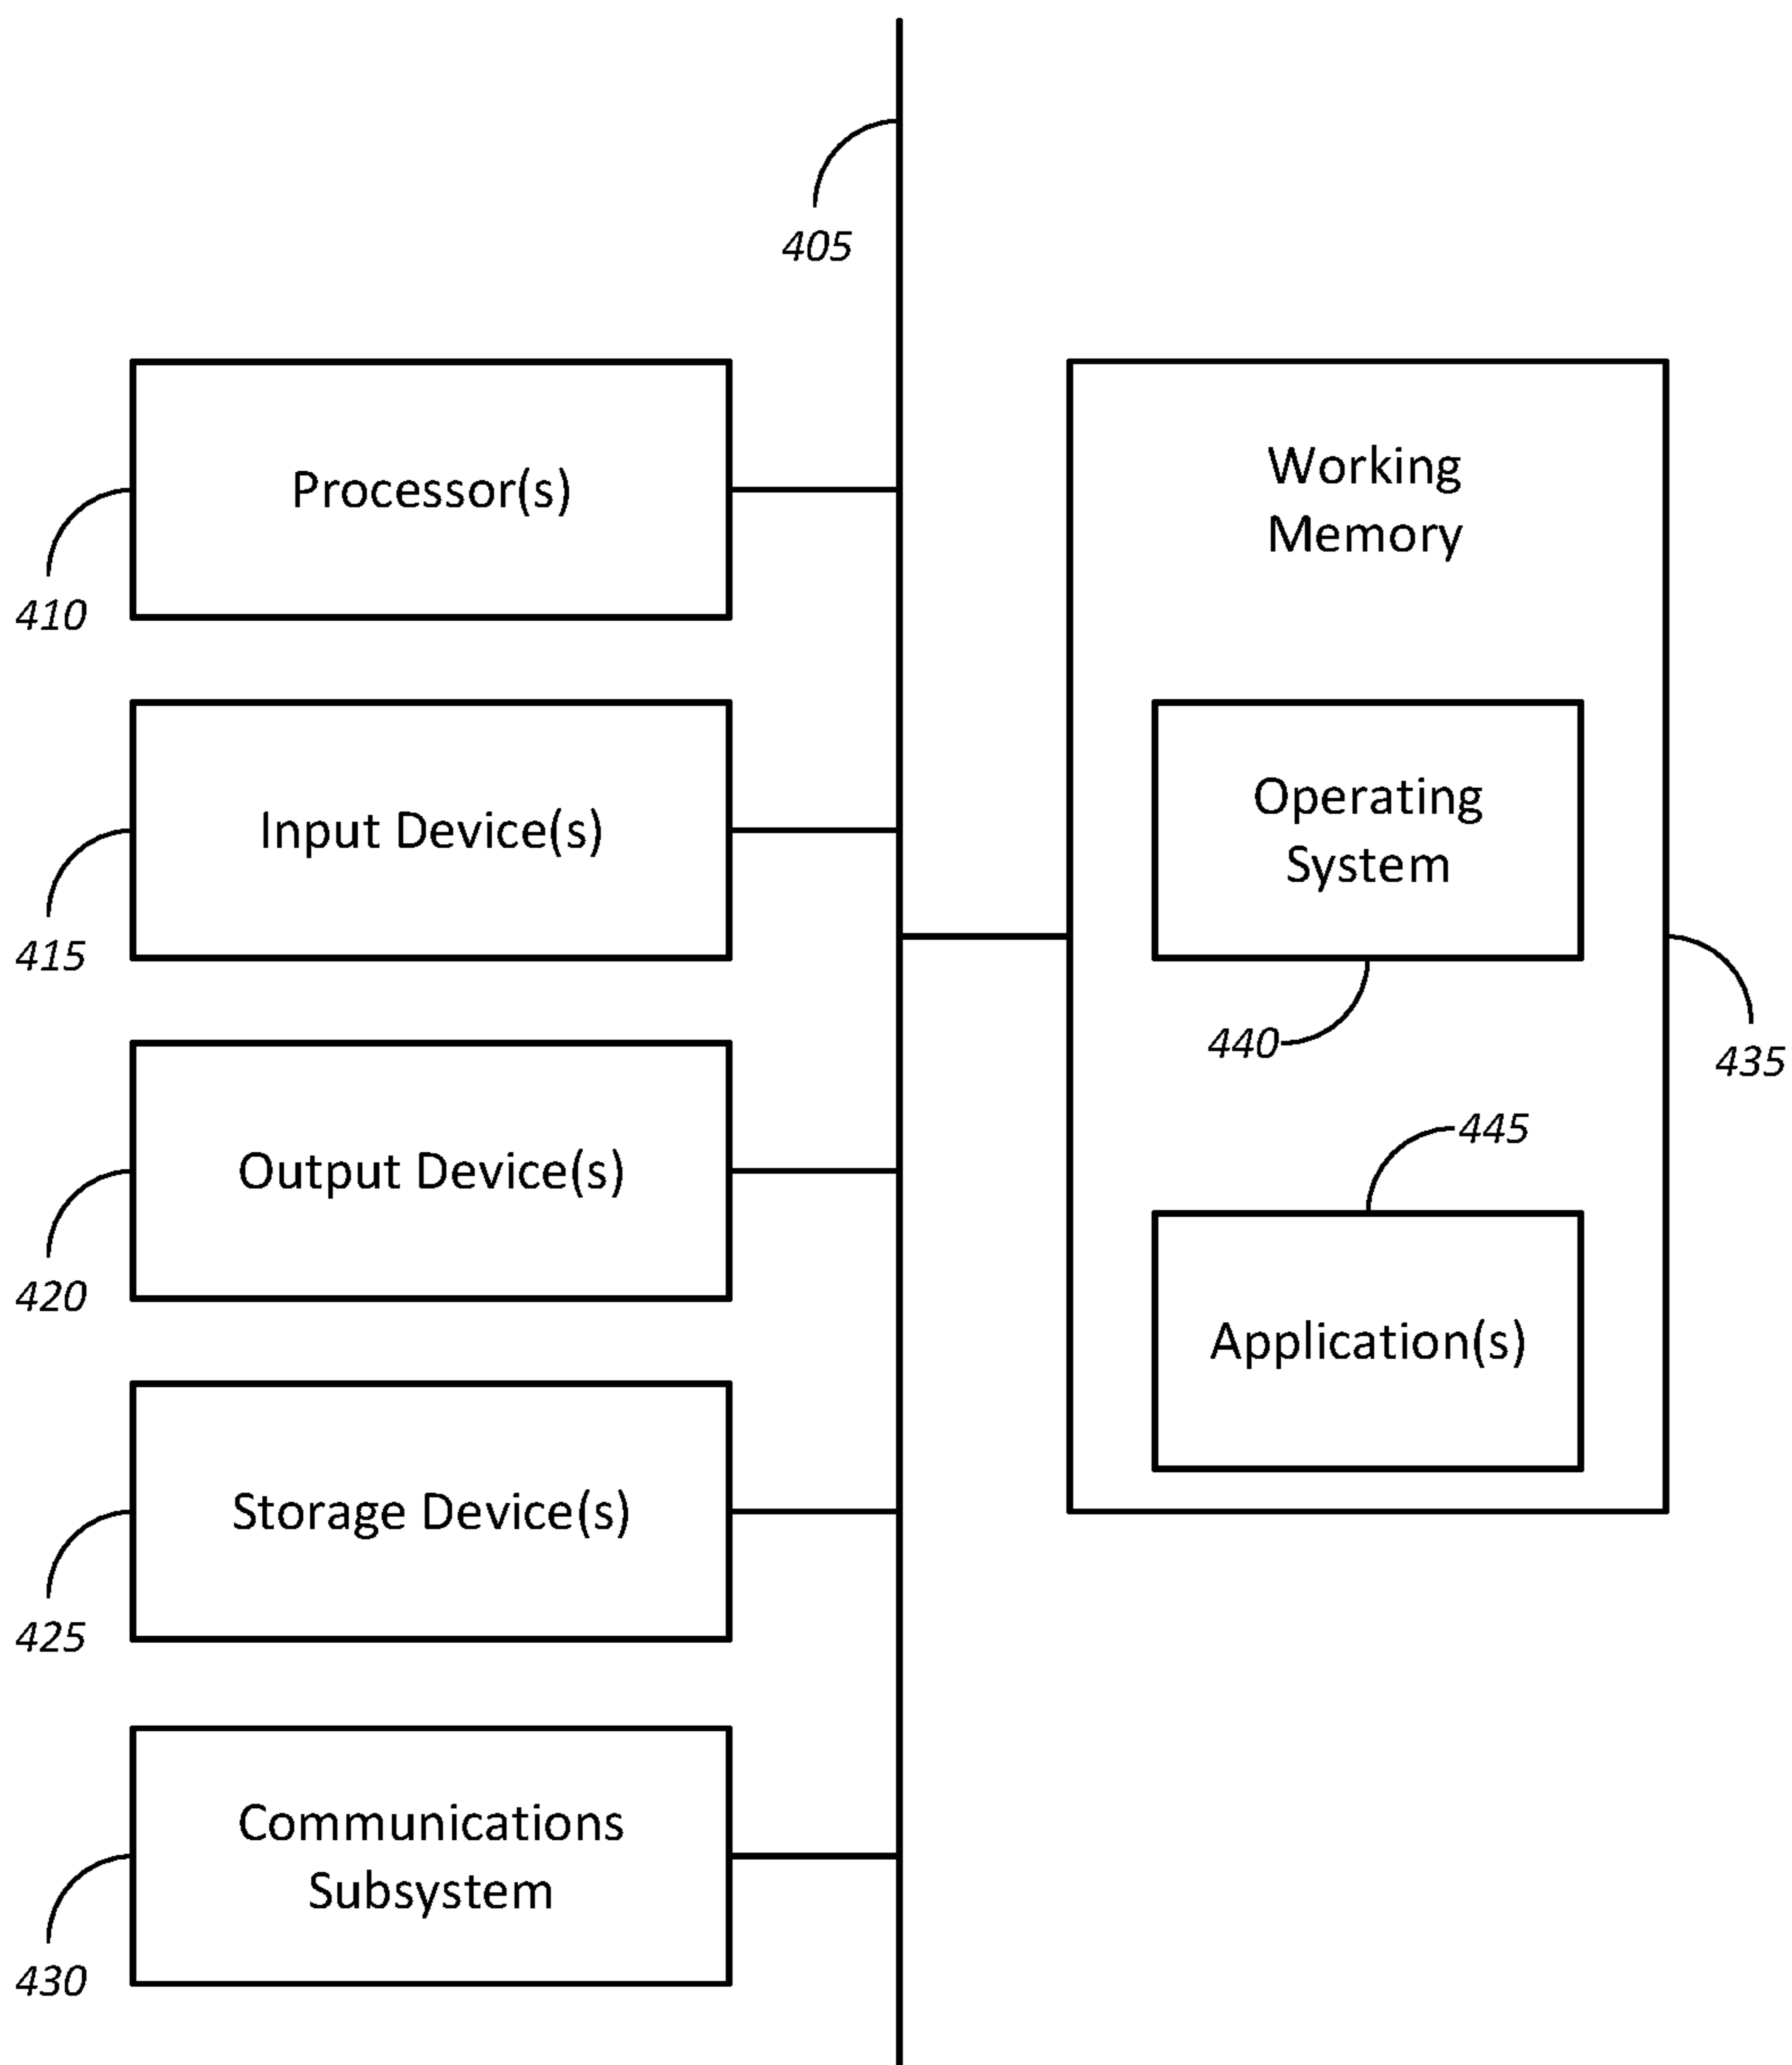 405
Processor(s)
410
Input Device(s)
415
Output Device(s)
420
Storage Device(s)
425
Communications
Subsystem
430
Working
Memory
Operating
System
440
435
445
Application(s)